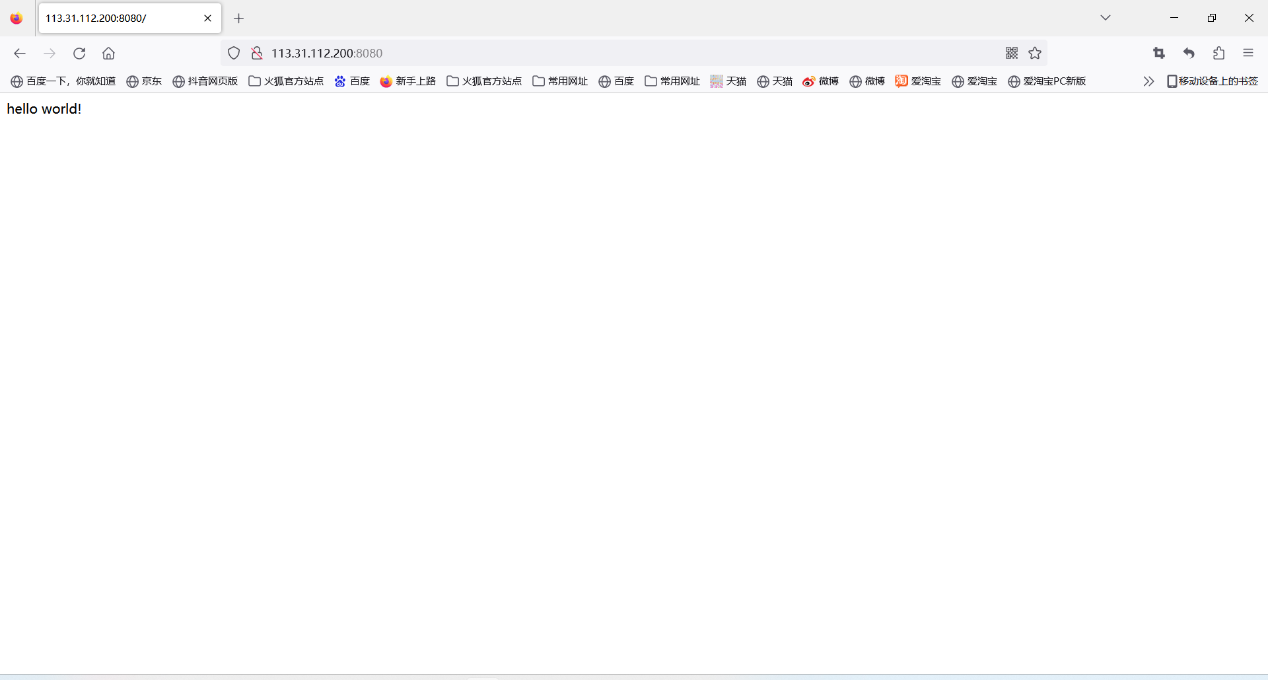 113.31.112.200:8080/
113.31.112.200:8080
百度一下，你就知道 京东 抖音网页版 火狐官方站点 百度 新手上路 火狐官方站点 常用网址 百度 常用网址 天猫 天猫 微博 微博 爱淘宝 爱淘宝 爱淘宝PC新版 移动设备上的书签
hello world!